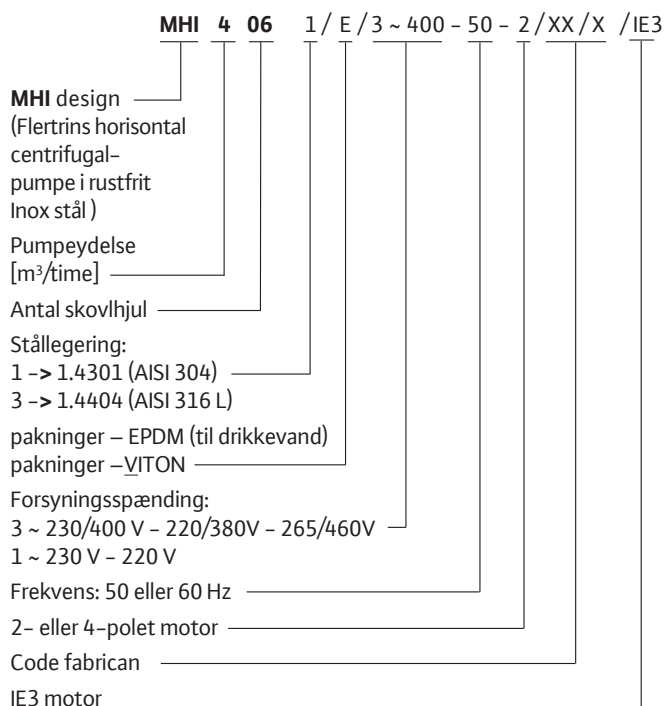 MHI 4 06 1 / E / 3 ~ 400 - 50 - 2 / XX / X / IE3
MHI design
(Flertrins horisontal
centrifugal-
pumpe i rustfrit
Inox stål )
Pumpeydelse
[m³/time]
Antal skovlhjul
Stållegering:
1 -> 1.4301 (AISI 304)
3 -> 1.4404 (AISI 316 L)
pakninger – EPDM (til drikkevand)
pakninger –VITON
Forsyningsspænding:
3 ~ 230/400 V – 220/380V – 265/460V
1 ~ 230 V – 220 V
Frekvens: 50 eller 60 Hz
2- eller 4-polet motor
Code fabrican
IE3 motor